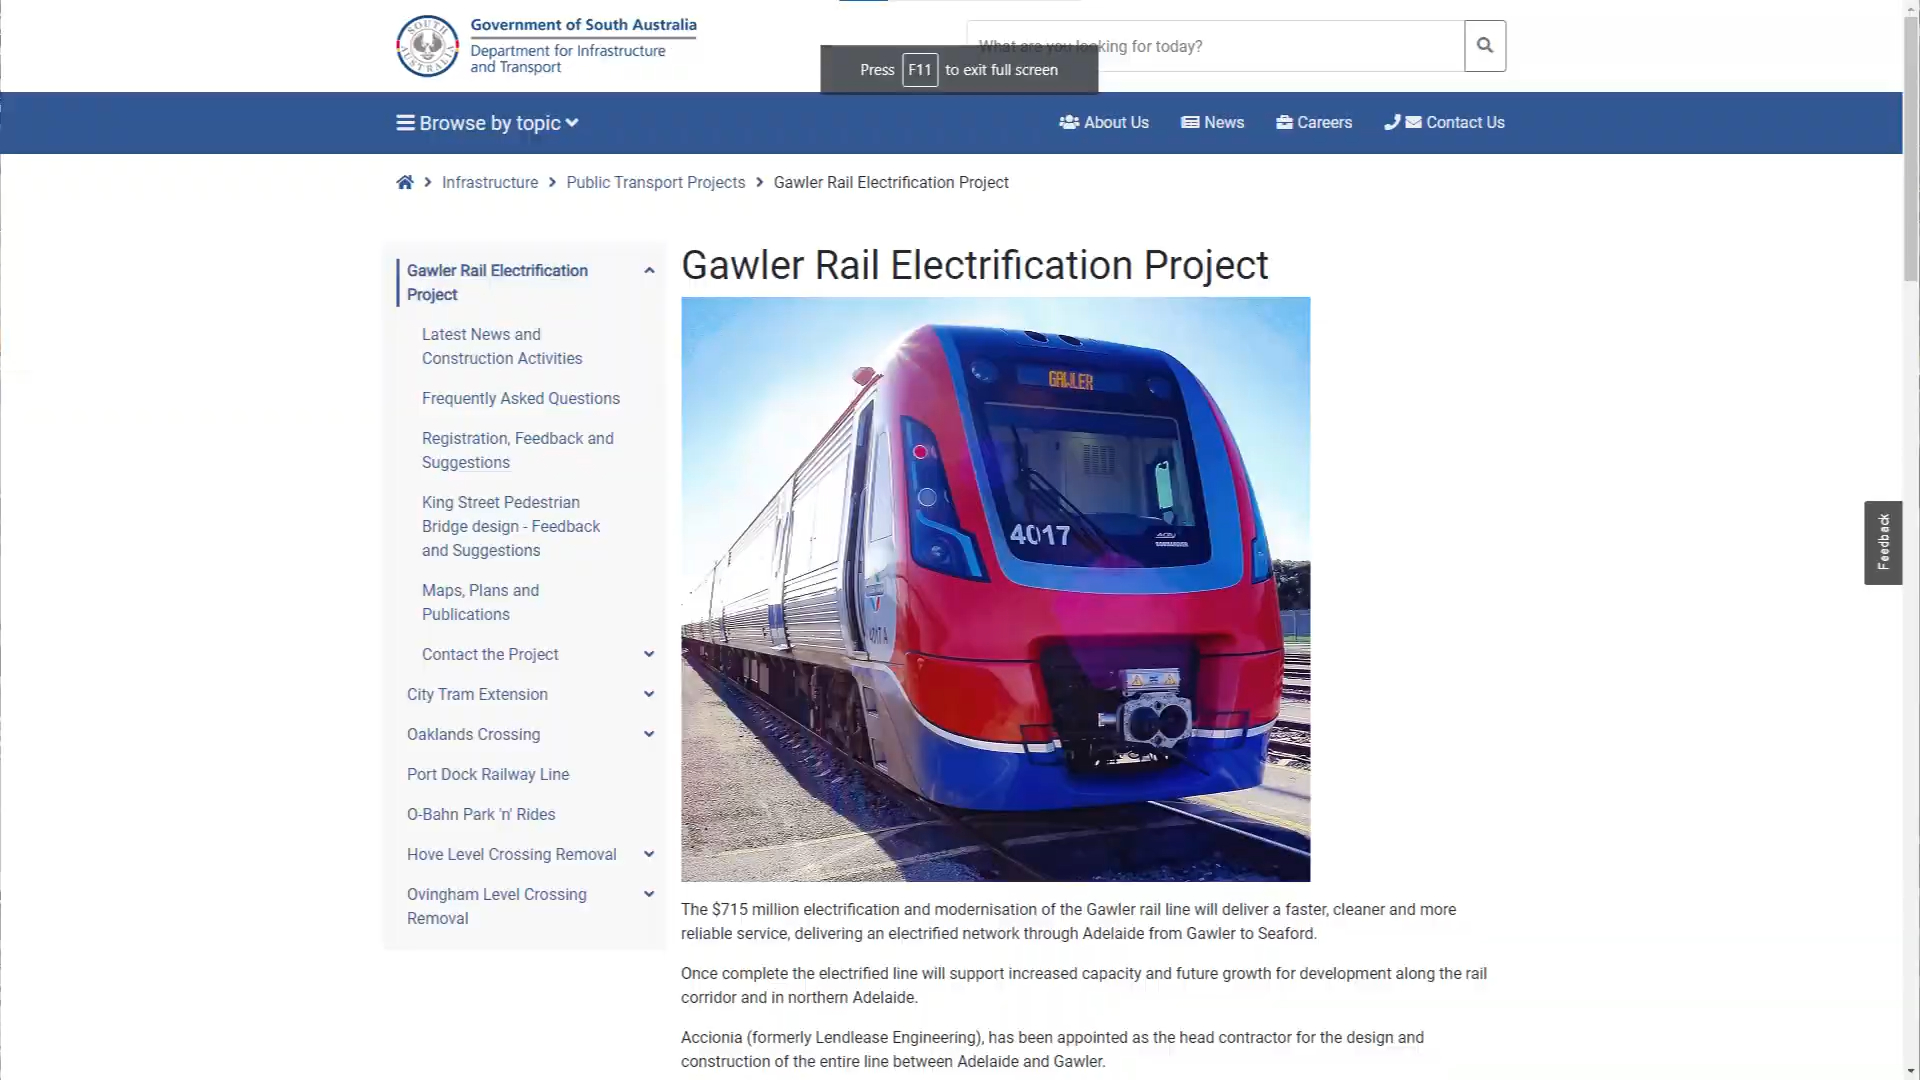 Government of South Australia
Department for Infrastructure
and Transport
What are you looking for today?
Press F11 to exit full screen
Browse by topic
About Us
News
Careers
Contact Us
Infrastructure
Public Transport Projects
Gawler Rail Electrification Project
Gawler Rail Electrification
Project
Latest News and
Construction Activities
Frequently Asked Questions
Registration, Feedback and
Suggestions
King Street Pedestrian
Bridge design - Feedback
and Suggestions
Maps, Plans and
Publications
Contact the Project
City Tram Extension
Oaklands Crossing
Port Dock Railway Line
O-Bahn Park 'n' Rides
Hove Level Crossing Removal
Ovingham Level Crossing
Removal
Gawler Rail Electrification Project
GAWLER
4017
The $715 million electrification and modernisation of the Gawler rail line will deliver a faster, cleaner and more
reliable service, delivering an electrified network through Adelaide from Gawler to Seaford.
Once complete the electrified line will support increased capacity and future growth for development along the rail
corridor and in northern Adelaide.
Accionia (formerly Lendlease Engineering), has been appointed as the head contractor for the design and
construction of the entire line between Adelaide and Gawler.
Feedback